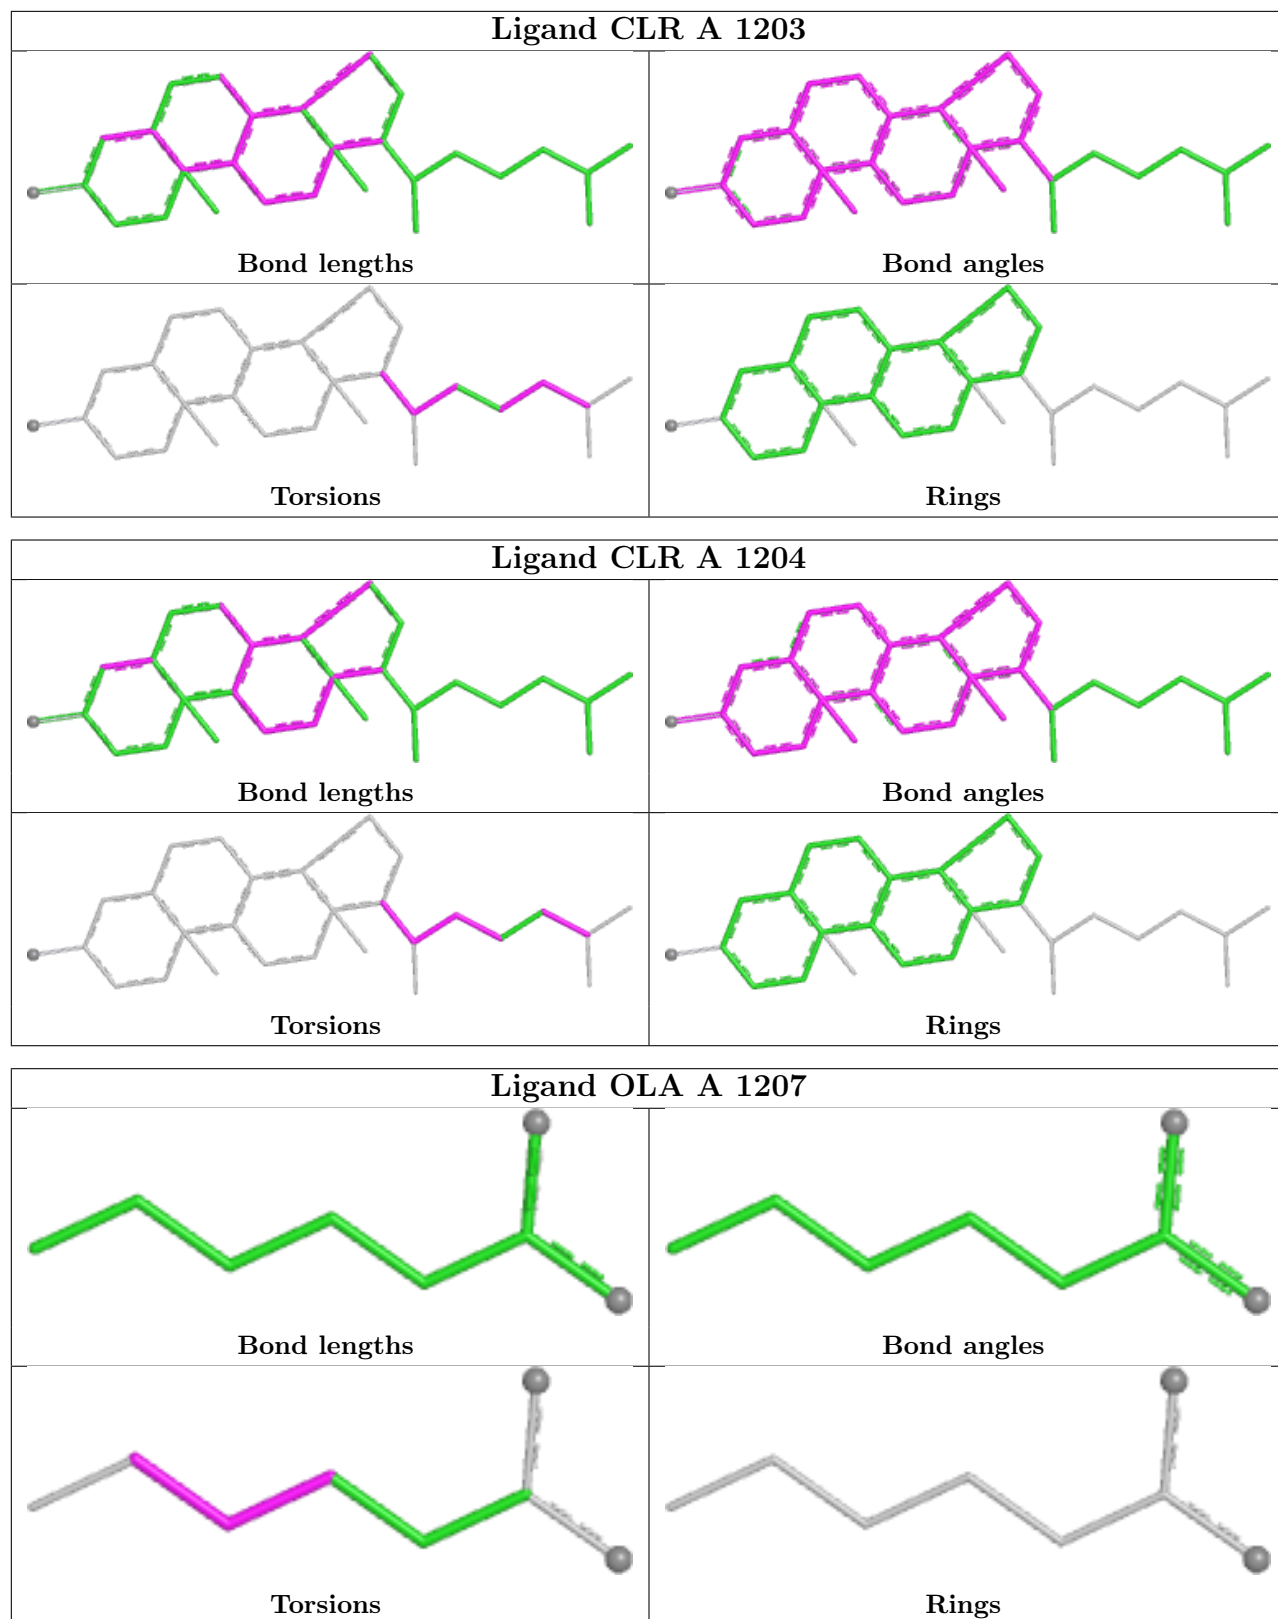 Ligand CLR A 1203
Bond lengths
Bond angles
Torsions
Rings
Ligand CLR A 1204
Bond lengths
Bond angles
Torsions
Rings
Ligand OLA A 1207
Bond lengths
Bond angles
Torsions
Rings